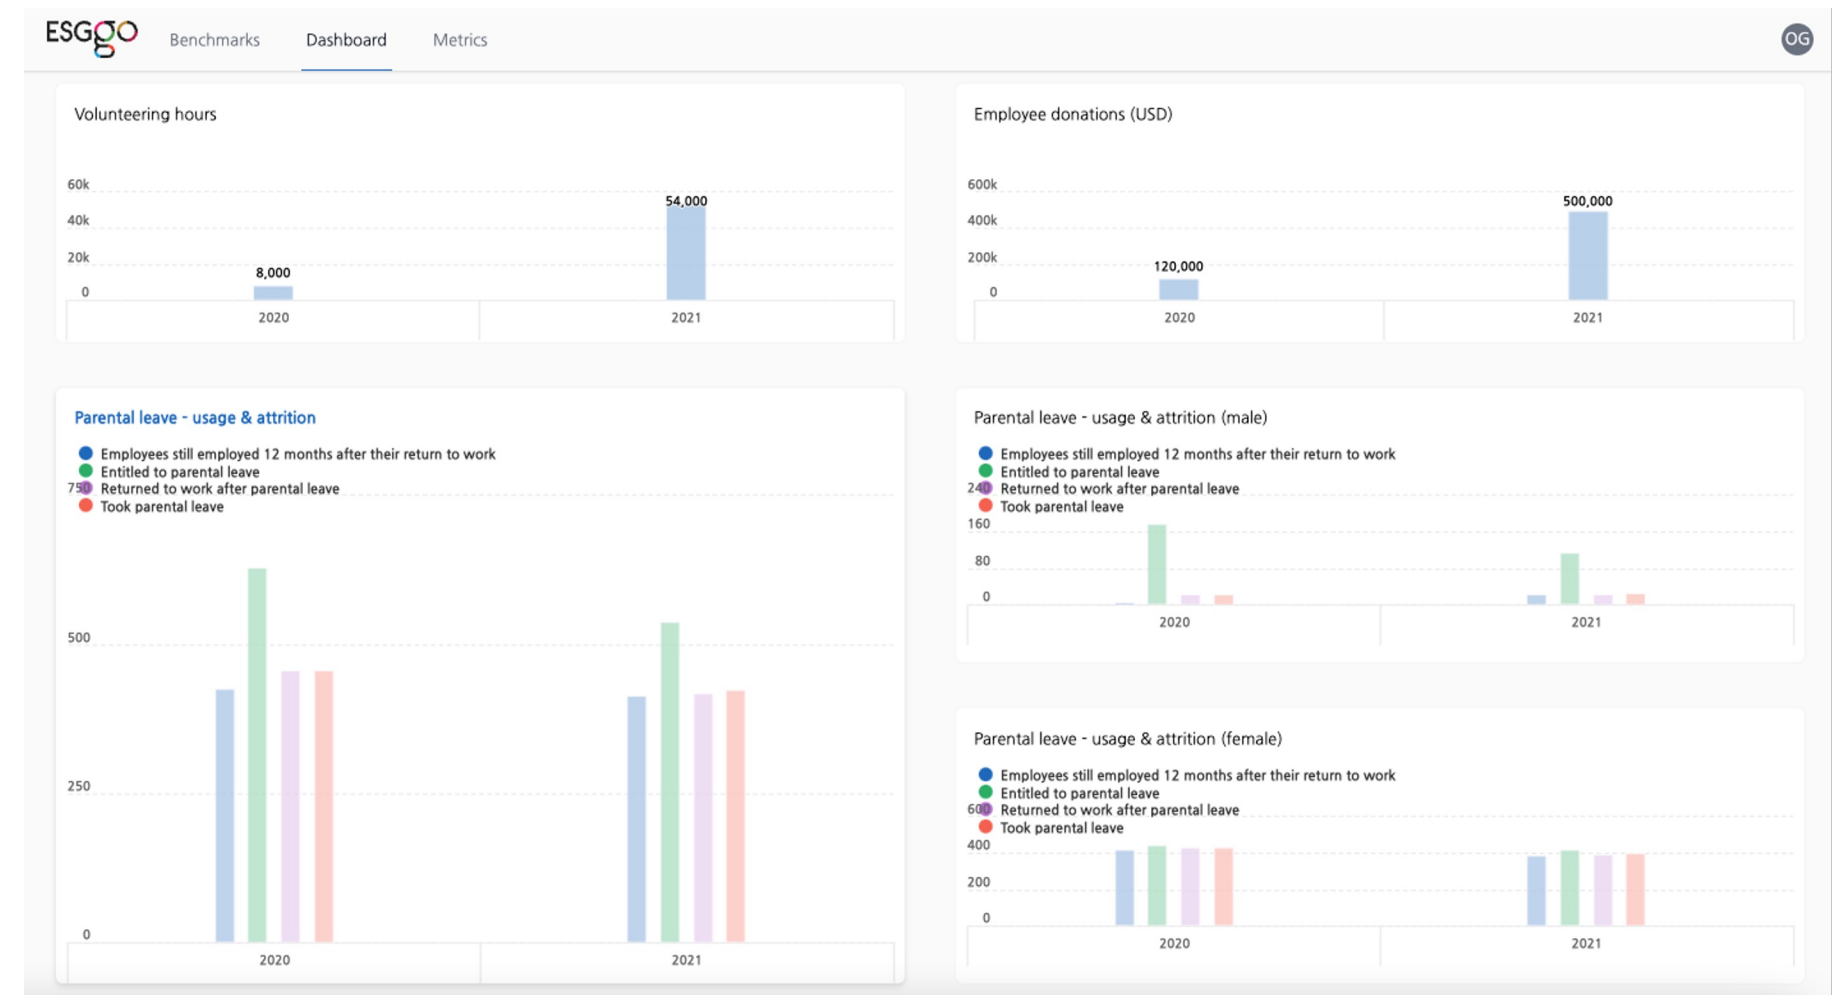 ESGgo
Benchmarks
Dashboard
Metrics
OG
Volunteering hours
60k
40k
20k
0
8,000
54,000
2020
2021
Employee donations (USD)
600k
400k
200k
0
120,000
500,000
2020
2021
Parental leave - usage & attrition
Employees still employed 12 months after their return to work
Entitled to parental leave
Returned to work after parental leave
Took parental leave
750
500
250
0
2020
2021
Parental leave - usage & attrition (male)
Employees still employed 12 months after their return to work
Entitled to parental leave
Returned to work after parental leave
Took parental leave
240
160
80
0
2020
2021
Parental leave - usage & attrition (female)
Employees still employed 12 months after their return to work
Entitled to parental leave
Returned to work after parental leave
Took parental leave
600
400
200
0
2020
2021